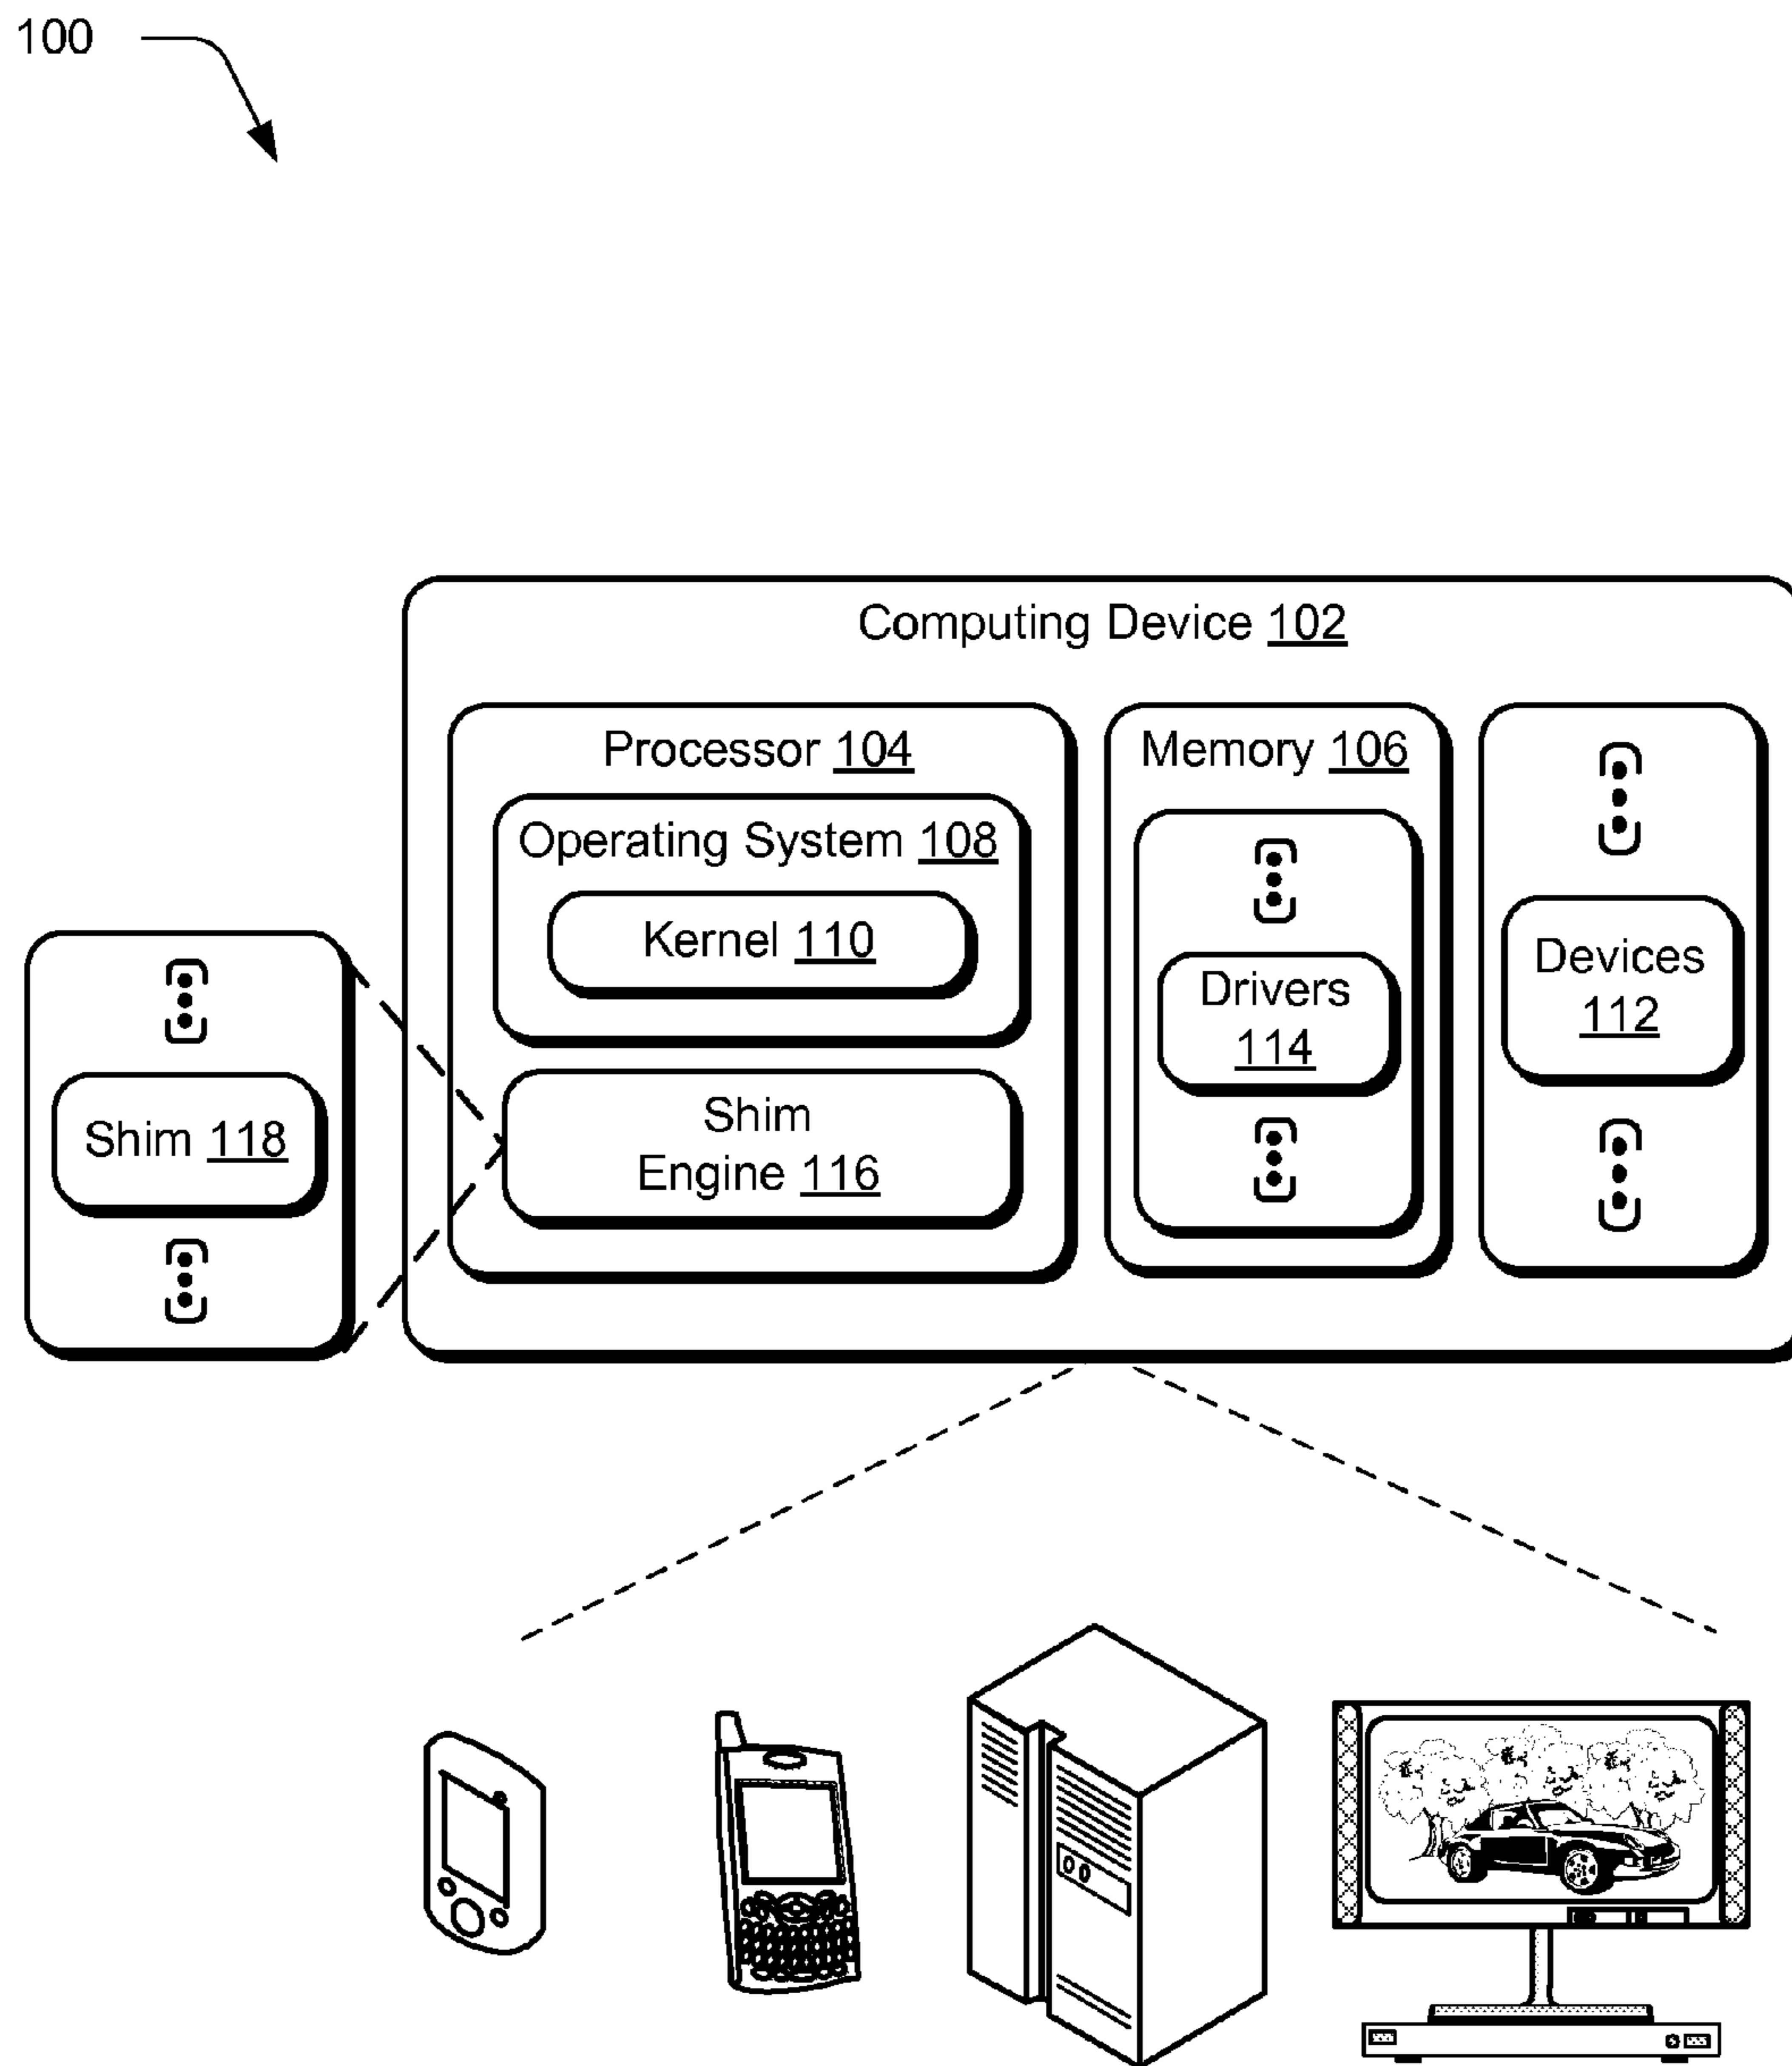 100
Computing Device 102
Processor 104
Memory 106
Operating System 108
Kernel 110
Devices
112
Drivers
114
Shim
Engine 116
Shim 118